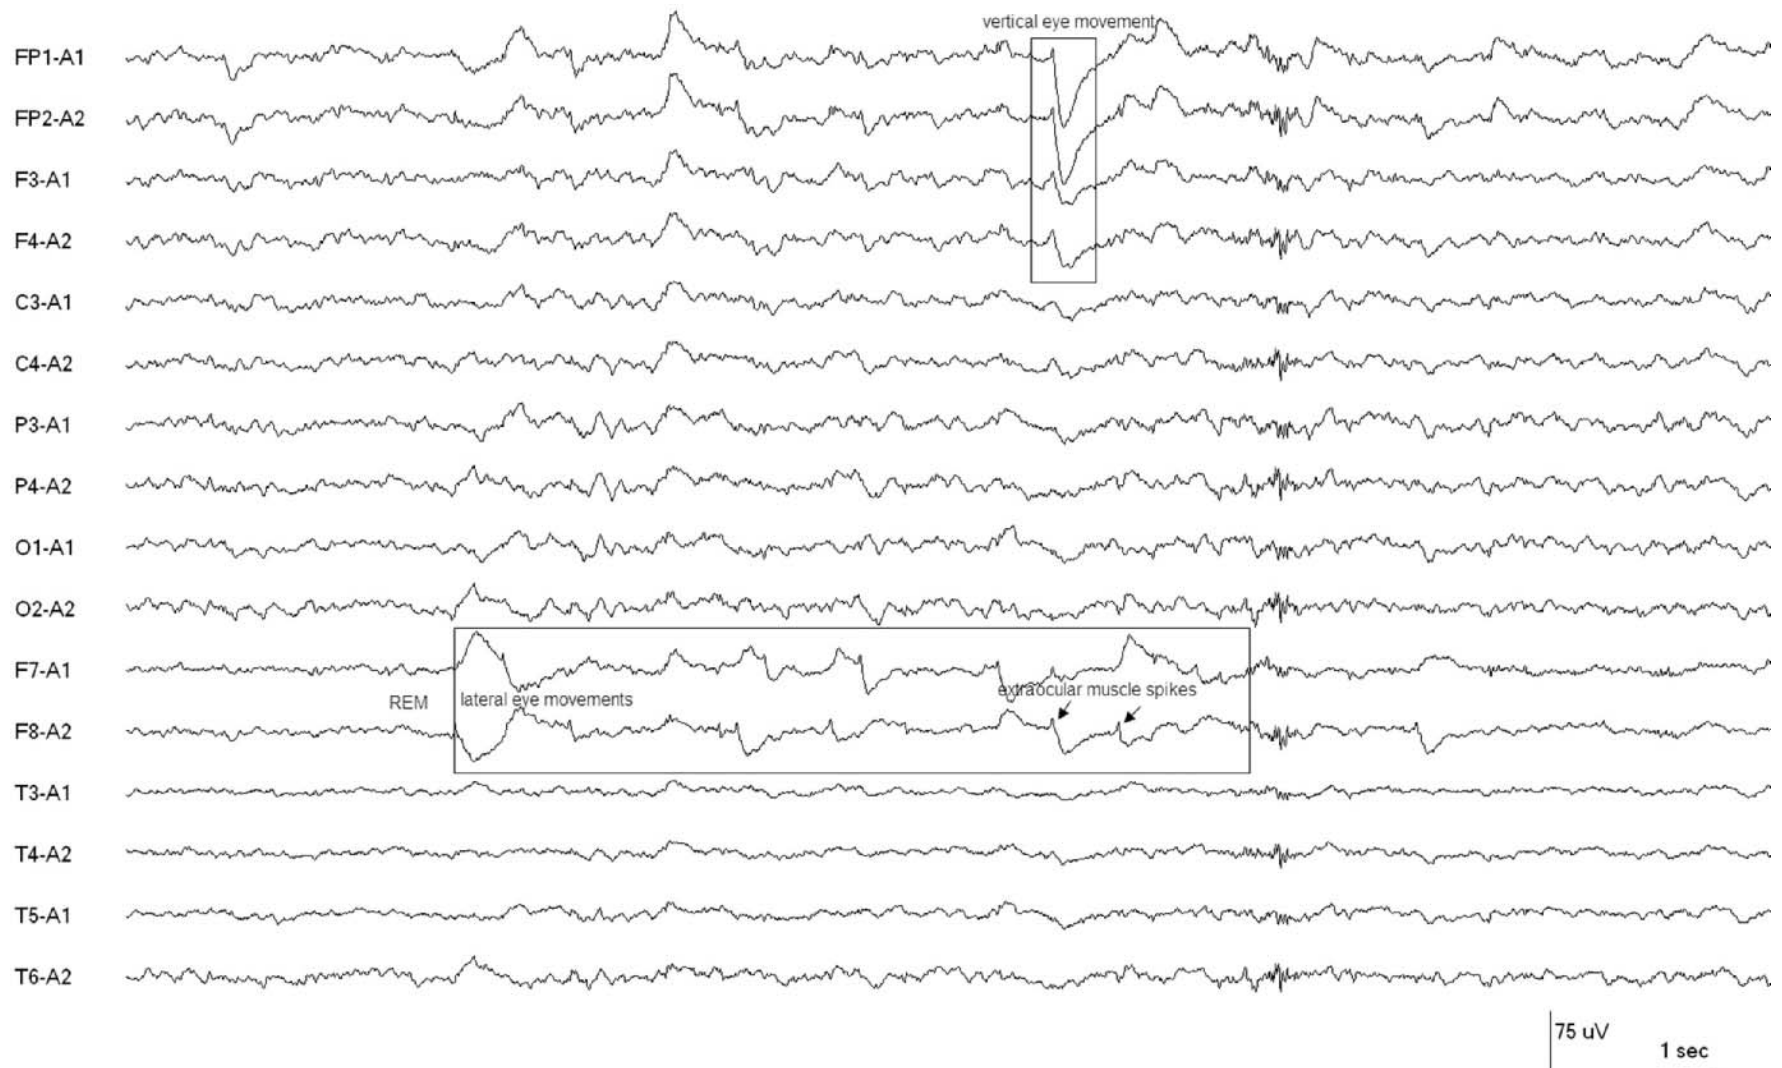 vertical eye movement
FP1-A1
FP2-A2
F3-A1
F4-A2
C3-A1
C4-A2
P3-A1
P4-A2
O1-A1
O2-A2
F7-A1
REM lateral eye movements extraocular muscle spikes
F8-A2
T3-A1
T4-A2
T5-A1
T6-A2
75 uV
1 sec